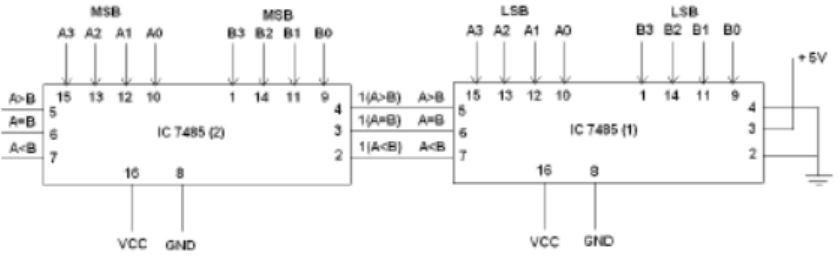 MSB MSB LSB LSB
A3 A2 A1 A0 B3 B2 B1 B0 A3 A2 A1 A0 B3 B2 B1 B0
+5V
15 13 12 10 1 14 11 9 15 13 12 10 1 14 11 9
A>B 5 4 1(A>B) A>B 5 4
A=B 6 IC 7485 (2) 3 1(A=B) A=B 6 IC 7485 (1) 3
A<B 7 2 1(A<B) A<B 7 2
16 8 16 8
VCC GND VCC GND